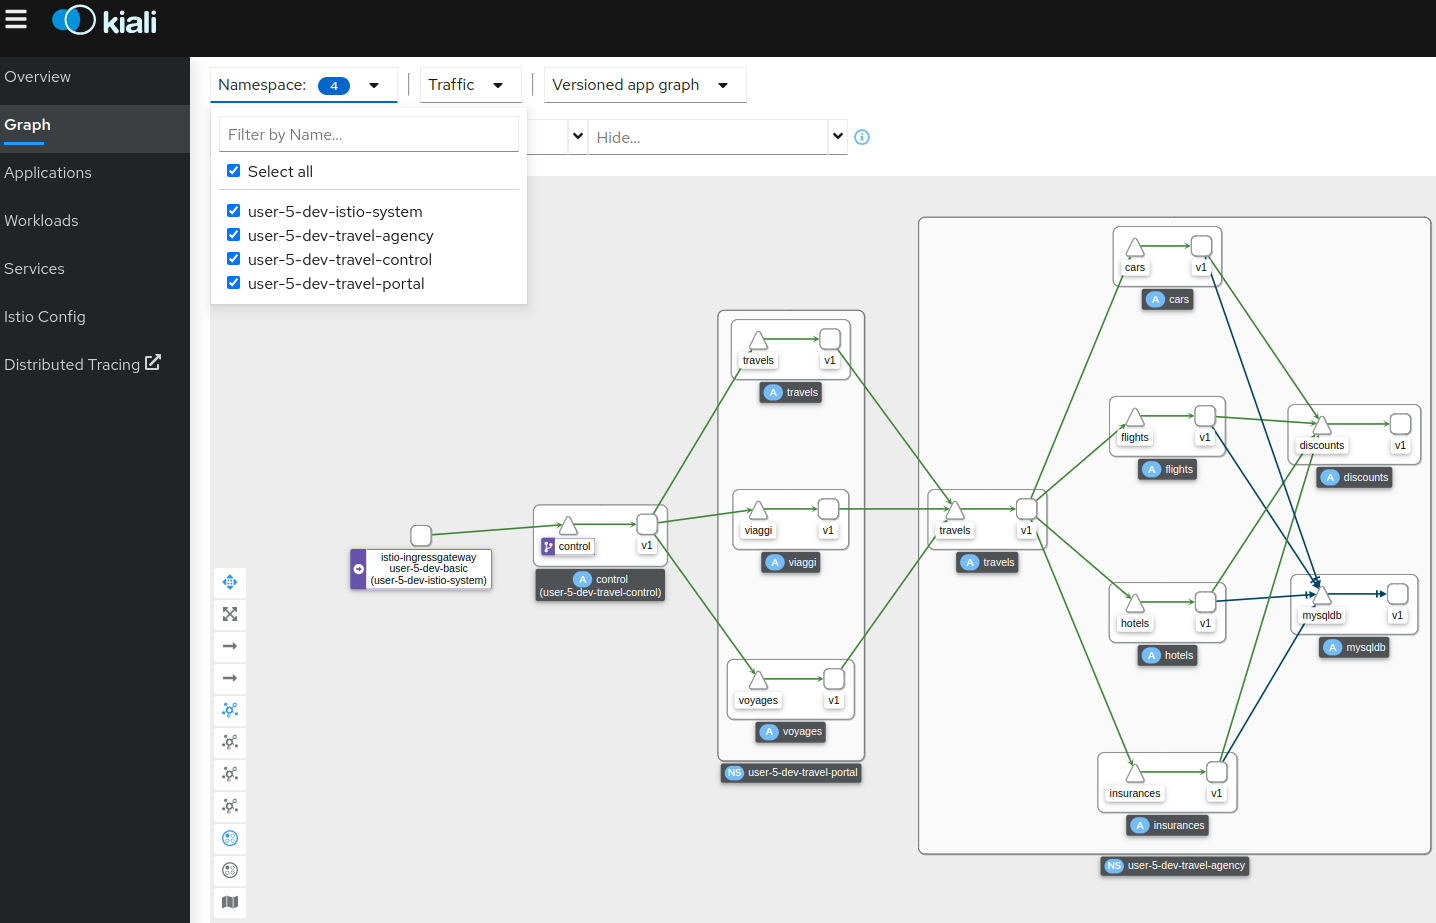 kiali
Overview
Graph
Applications
Workloads
Services
Istio Config
Distributed Tracing
Namespace: 4
Traffic
Versioned app graph
Filter by Name...
Hide...
Select all
user-5-dev-istio-system
user-5-dev-travel-agency
user-5-dev-travel-control
user-5-dev-travel-portal
istio-ingressgateway
user-5-dev-basic
(user-5-dev-istio-system)
control
v1
A control
(user-5-dev-travel-control)
travels
v1
A travels
viaggi
v1
A viaggi
voyages
v1
A voyages
NS user-5-dev-travel-portal
travels
v1
A travels
cars
v1
A cars
flights
v1
A flights
hotels
v1
A hotels
insurances
v1
A insurances
discounts
v1
A discounts
mysqldb
v1
A mysqldb
NS user-5-dev-travel-agency